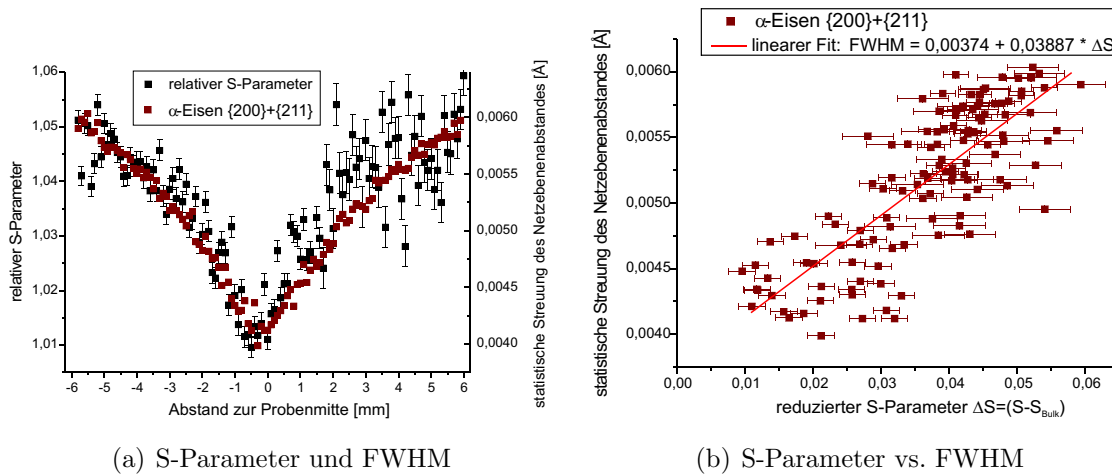 relativer S-Parameter
α-Eisen {200}+{211}
1,06
1,05
1,04
1,03
1,02
1,01
relativer S-Parameter
0,0060
0,0055
0,0050
0,0045
0,0040
statistische Streuung des Netzebenenabstandes [Å]
-6 -5 -4 -3 -2 -1 0 1 2 3 4 5 6
Abstand zur Probenmitte [mm]
(a) S-Parameter und FWHM
α-Eisen {200}+{211}
linearer Fit: FWHM = 0,00374 + 0,03887 * ΔS
0,0060
0,0055
0,0050
0,0045
0,0040
statistische Streuung des Netzebenenabstandes [Å]
0,00 0,01 0,02 0,03 0,04 0,05 0,06
reduzierter S-Parameter ΔS=(S-S_Bulk)
(b) S-Parameter vs. FWHM